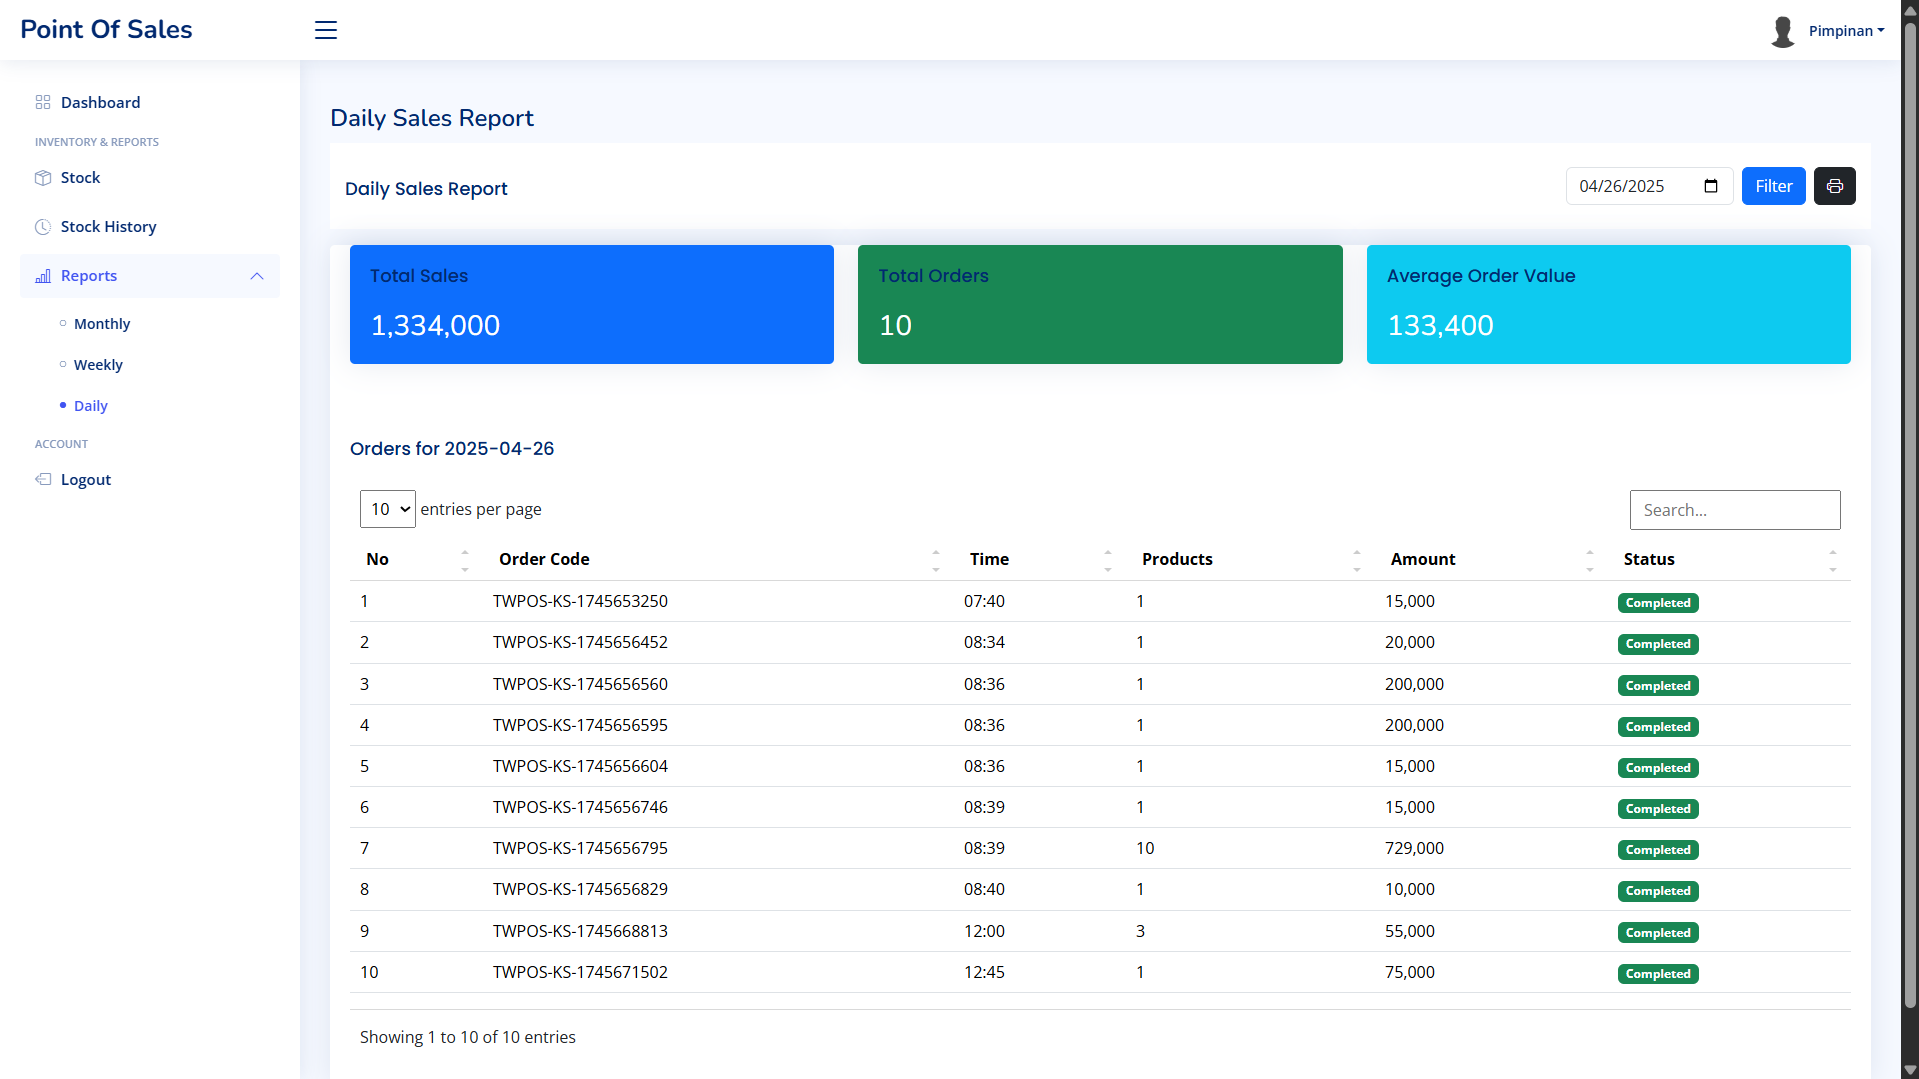 Point Of Sales
Pimpinan
Dashboard
INVENTORY & REPORTS
Stock
Stock History
Reports
Monthly
Weekly
Daily
ACCOUNT
Logout
Daily Sales Report
Daily Sales Report
04/26/2025 Filter
Total Sales
1,334,000
Total Orders
10
Average Order Value
133,400
Orders for 2025-04-26
10 entries per page
Search...
No Order Code Time Products Amount Status
1 TWPOS-KS-1745653250 07:40 1 15,000 Completed
2 TWPOS-KS-1745656452 08:34 1 20,000 Completed
3 TWPOS-KS-1745656560 08:36 1 200,000 Completed
4 TWPOS-KS-1745656595 08:36 1 200,000 Completed
5 TWPOS-KS-1745656604 08:36 1 15,000 Completed
6 TWPOS-KS-1745656746 08:39 1 15,000 Completed
7 TWPOS-KS-1745656795 08:39 10 729,000 Completed
8 TWPOS-KS-1745656829 08:40 1 10,000 Completed
9 TWPOS-KS-1745668813 12:00 3 55,000 Completed
10 TWPOS-KS-1745671502 12:45 1 75,000 Completed
Showing 1 to 10 of 10 entries